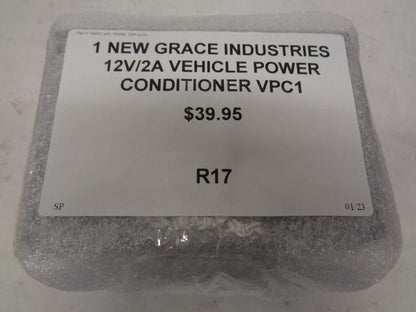 1 NEW GRACE INDUSTRIES
12V/2A VEHICLE POWER
CONDITIONER VPC1
$39.95
R17
SP
01/23